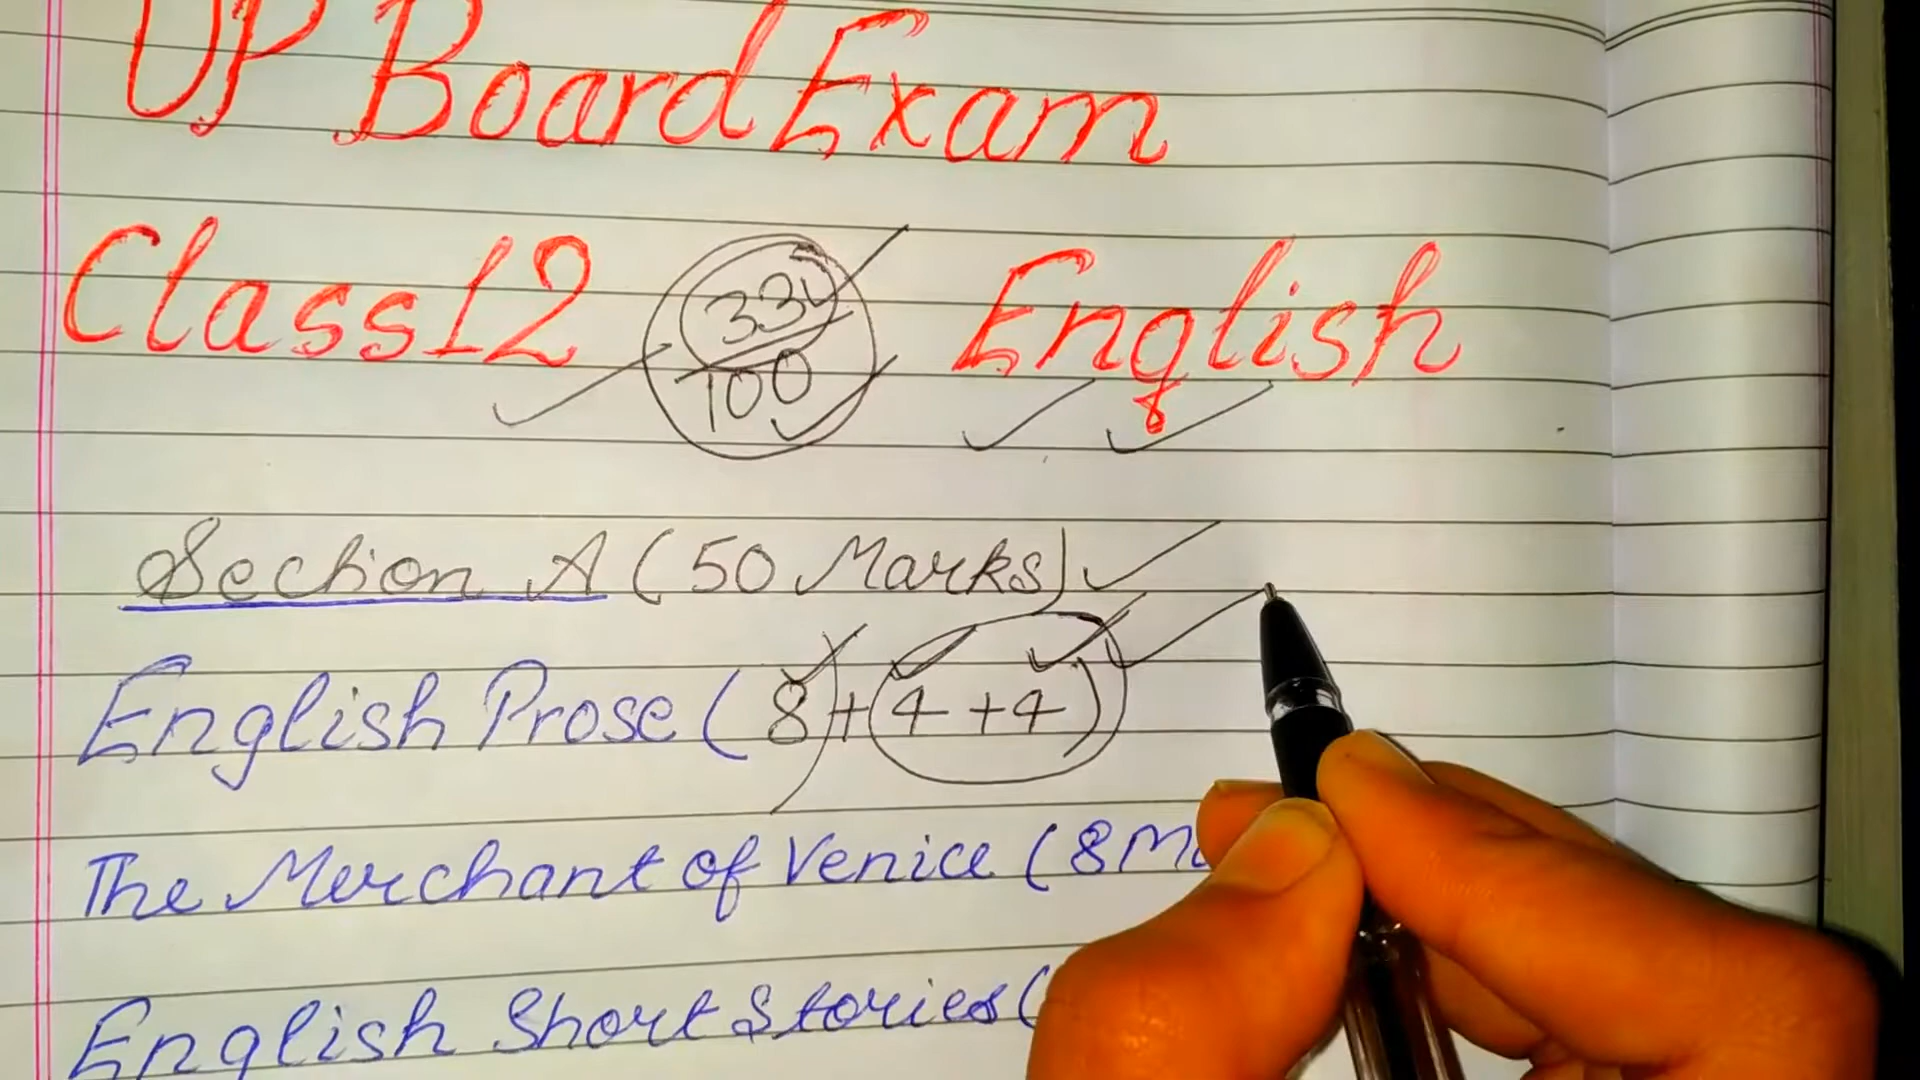 UP Board Exam
Class 12 33/100 English
Section A (50 Marks)
English Prose (8+4+4)
The Merchant of Venice (8
English Short Stories (